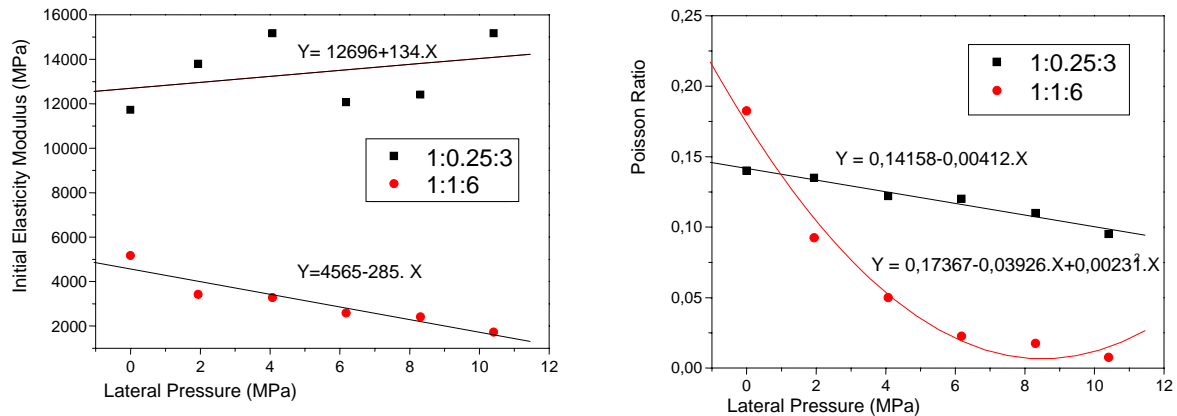 16000
14000
12000
10000
8000
6000
4000
2000
Initial Elasticity Modulus (MPa)
Y= 12696+134.X
1:0.25:3
1:1:6
Y=4565-285. X
0 2 4 6 8 10 12
Lateral Pressure (MPa)
0,25
0,20
0,15
0,10
0,05
0,00
Poisson Ratio
1:0.25:3
1:1:6
Y = 0,14158-0,00412.X
Y = 0,17367-0,03926.X+0,00231.X²
0 2 4 6 8 10 12
Lateral Pressure (MPa)